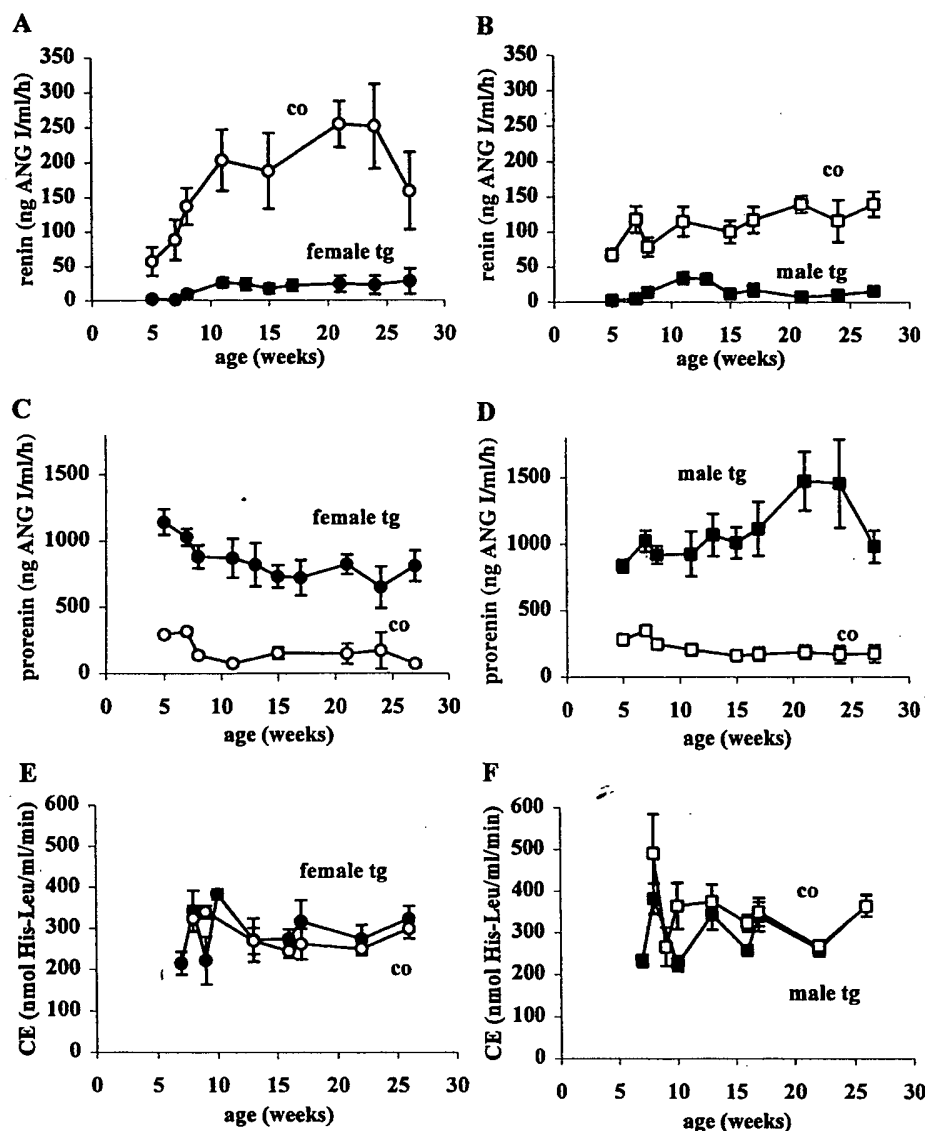 A
renin (ng ANG I/ml/h)
350
300
250
200
150
100
50
0
co
female tg
0 5 10 15 20 25 30
age (weeks)
B
renin (ng ANG I/ml/h)
350
300
250
200
150
100
50
0
co
male tg
0 5 10 15 20 25 30
age (weeks)
C
prorenin (ng ANG I/ml/h)
1500
1000
500
0
female tg
co
0 5 10 15 20 25 30
age (weeks)
D
prorenin (ng ANG I/ml/h)
1500
1000
500
0
male tg
co
0 5 10 15 20 25 30
age (weeks)
E
CE (nmol His-Leu/ml/min)
600
500
400
300
200
100
0
female tg
co
0 5 10 15 20 25 30
age (weeks)
F
CE (nmol His-Leu/ml/min)
600
500
400
300
200
100
0
co
male tg
0 5 10 15 20 25 30
age (weeks)